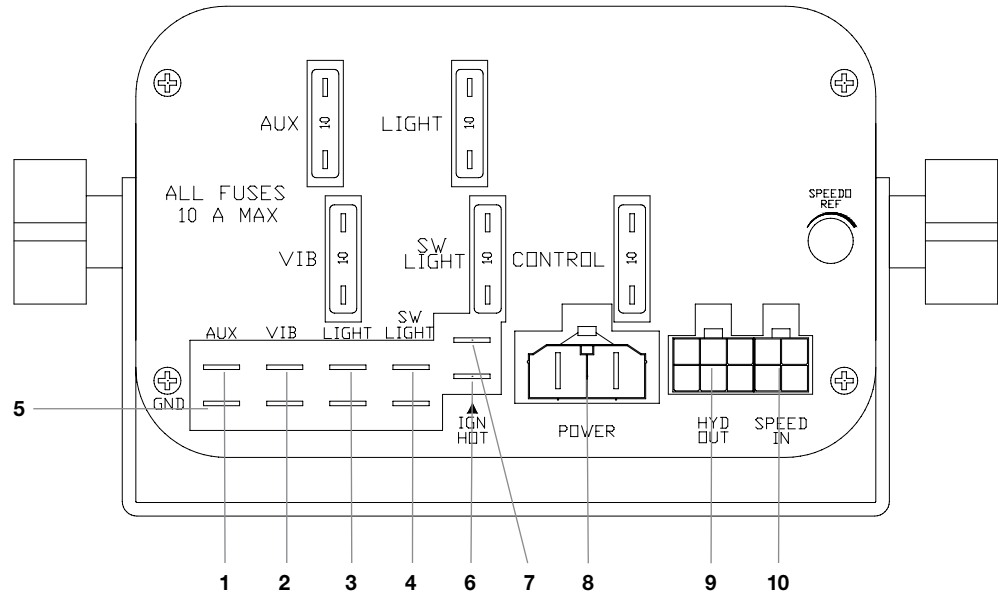 AUX
10
LIGHT
10
ALL FUSES
10 A MAX
SPEEDO
REF
VIB
10
SW
LIGHT
10
CONTROL
10
AUX
VIB
LIGHT
SW
LIGHT
GND
5
IGN
HOT
POWER
HYD
OUT
SPEED
IN
1
2
3
4
6
7
8
9
10